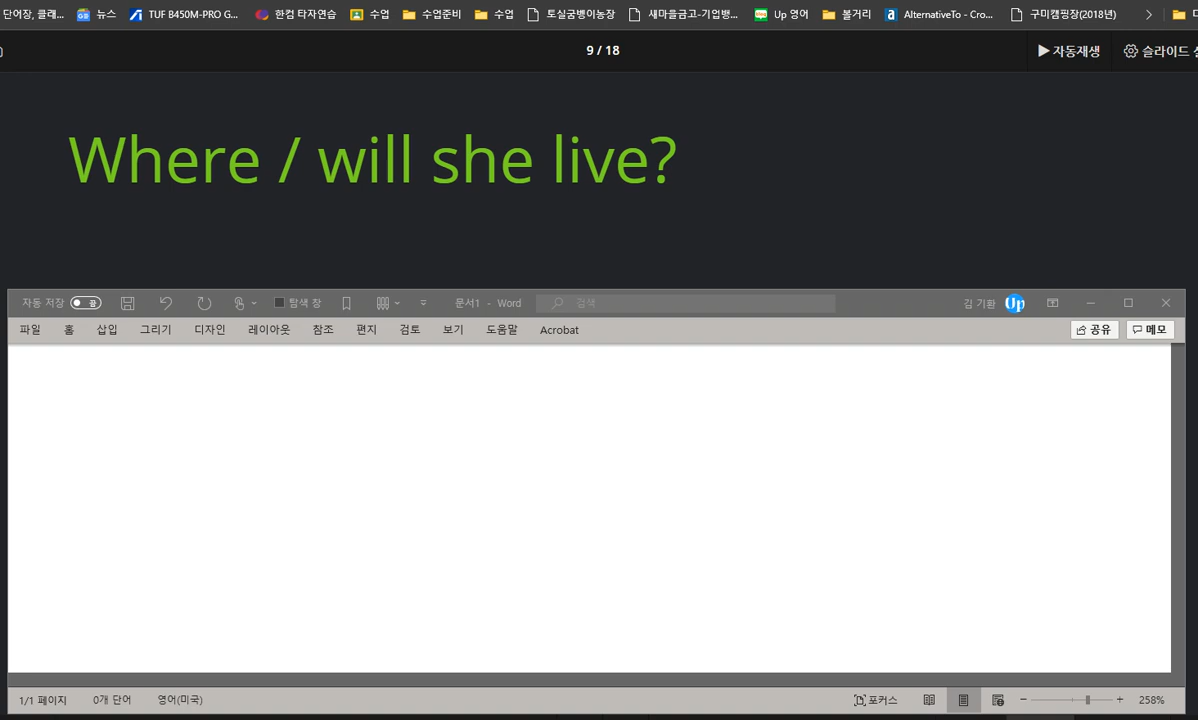 단어장, 클래... 뉴스 TUF B450M-PRO G... 한컴 타자연습 수업 수업준비 수업 토실굼벵이농장 새마을금고-기업뱅... Up 영어 볼거리 AlternativeTo - Cro... 구미캠핑장(2018년)
9 / 18 자동재생 슬라이드
Where / will she live?
자동 저장 끔 탐색 창 문서1 - Word 검색 김 기환 Up
파일 홈 삽입 그리기 디자인 레이아웃 참조 편지 검토 보기 도움말 Acrobat 공유 메모
1/1 페이지 0개 단어 영어(미국) 포커스 258%